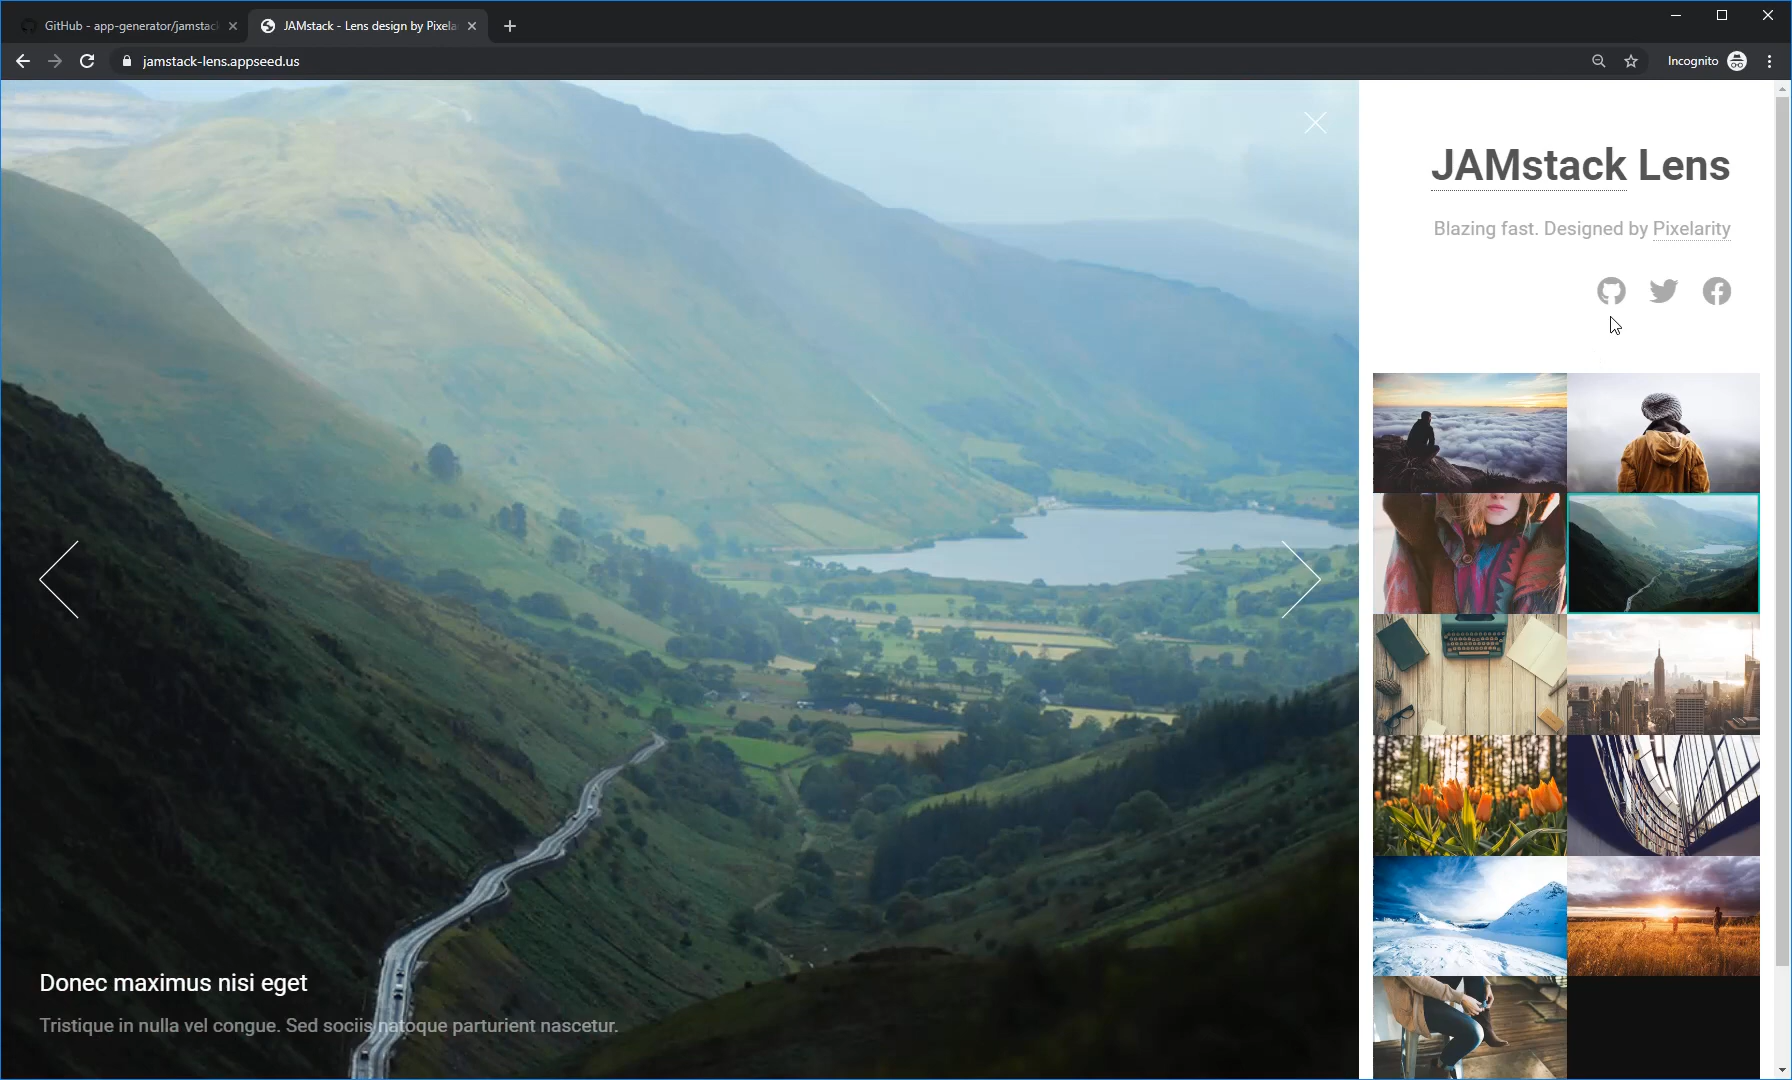 GitHub - app-generator/jamstac
JAMstack - Lens design by Pixela
jamstack-lens.appseed.us
Incognito
JAMstack Lens
Blazing fast. Designed by Pixelarity
Donec maximus nisi eget
Tristique in nulla vel congue. Sed sociis natoque parturient nascetur.